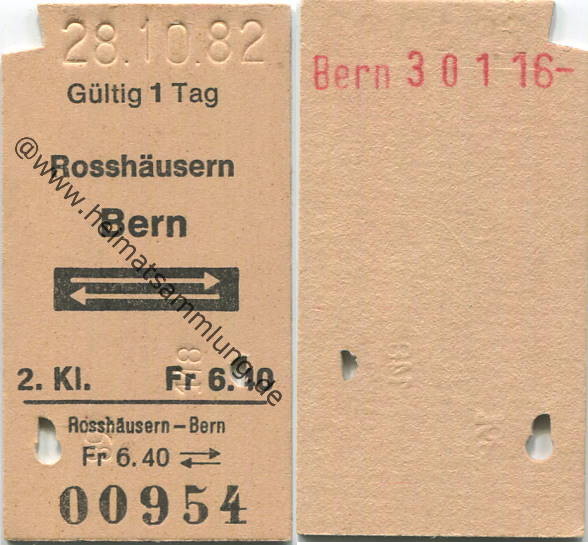 28.10.82
Gültig 1 Tag
Rosshäusern
Bern
2. Kl. Fr 6.40
Rosshäusern – Bern
Fr 6.40
00954
@www.heimatsammlung.de
Bern 3 0 1 1 16-